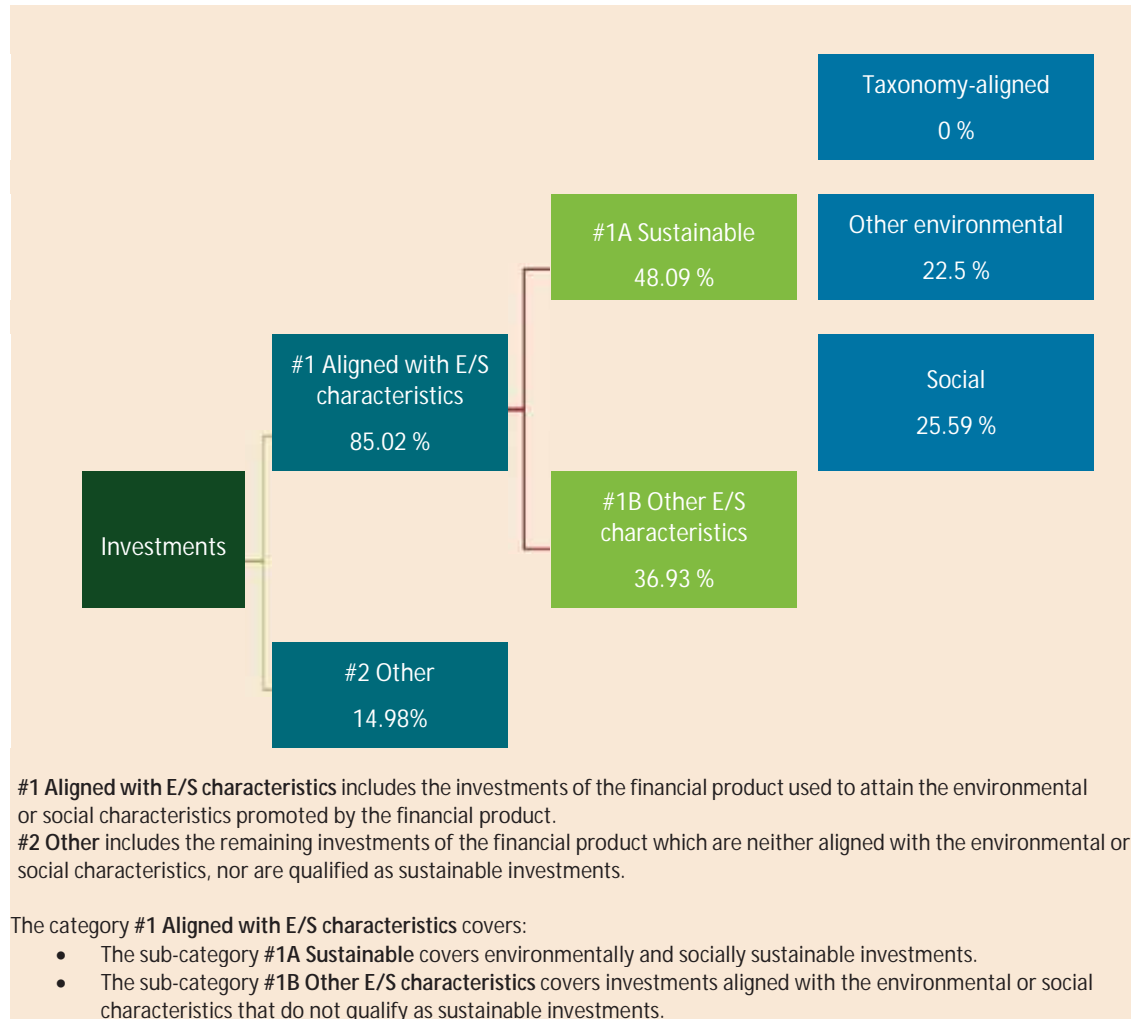 Taxonomy-aligned
0 %
#1A Sustainable
48.09 %
Other environmental
22.5 %
#1 Aligned with E/S
characteristics
85.02 %
Social
25.59 %
Investments
#1B Other E/S
characteristics
36.93 %
#2 Other
14.98%
#1 Aligned with E/S characteristics includes the investments of the financial product used to attain the environmental
or social characteristics promoted by the financial product.
#2 Other includes the remaining investments of the financial product which are neither aligned with the environmental or
social characteristics, nor are qualified as sustainable investments.
The category #1 Aligned with E/S characteristics covers:
• The sub-category #1A Sustainable covers environmentally and socially sustainable investments.
• The sub-category #1B Other E/S characteristics covers investments aligned with the environmental or social
characteristics that do not qualify as sustainable investments.